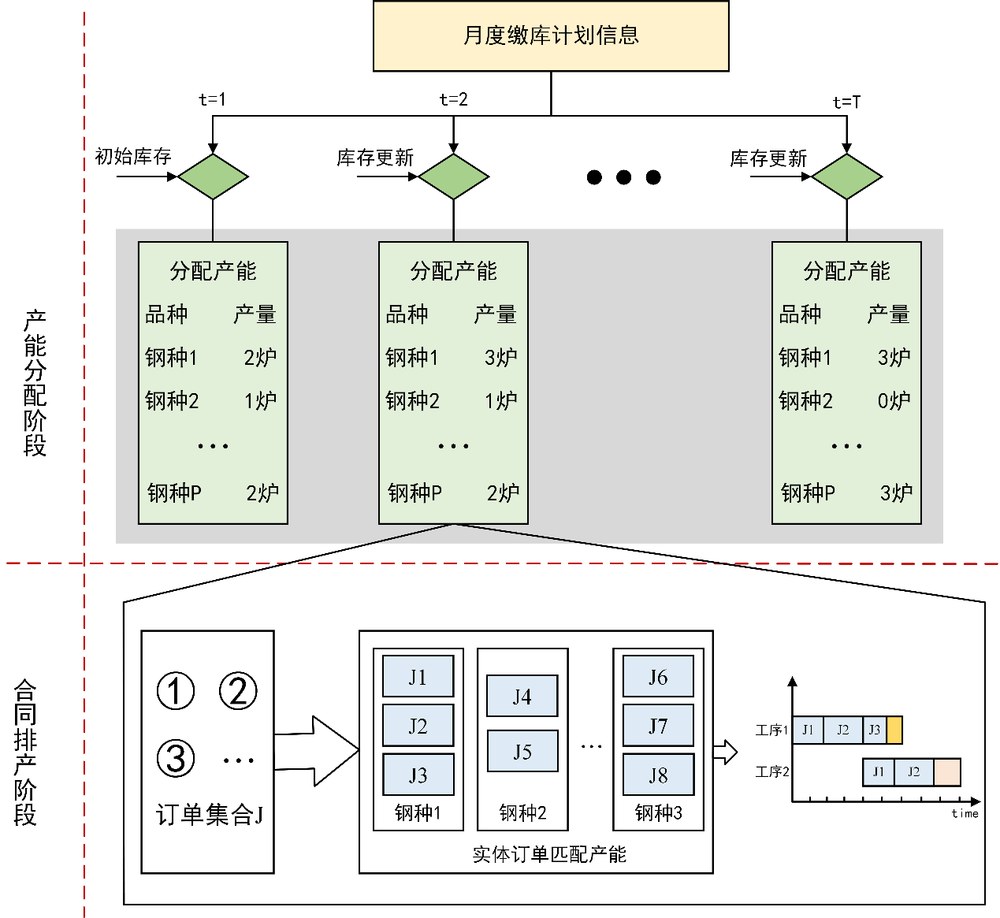 月度缴库计划信息
t=1
t=2
t=T
初始库存
库存更新
库存更新
产能分配阶段
分配产能
品种 产量
钢种1 2炉
钢种2 1炉
...
钢种P 2炉
分配产能
品种 产量
钢种1 3炉
钢种2 1炉
...
钢种P 2炉
分配产能
品种 产量
钢种1 3炉
钢种2 0炉
...
钢种P 3炉
合同排产阶段
① ②
③ ...
订单集合J
J1
J2
J3
钢种1
J4
J5
钢种2
...
J6
J7
J8
钢种3
实体订单匹配产能
工序1 J1 J2 J3
工序2 J1 J2
time